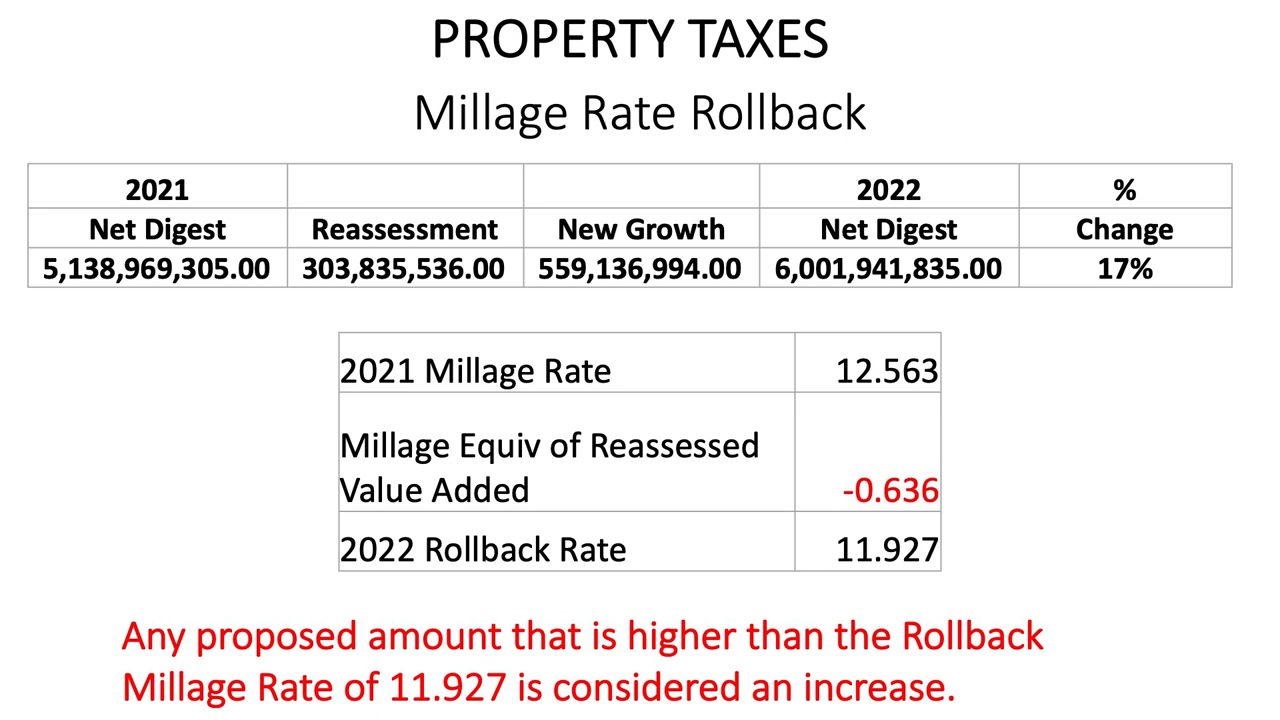 PROPERTY TAXES
Millage Rate Rollback
2021 2022 %
Net Digest Reassessment New Growth Net Digest Change
5,138,969,305.00 303,835,536.00 559,136,994.00 6,001,941,835.00 17%
2021 Millage Rate 12.563
Millage Equiv of Reassessed
Value Added -0.636
2022 Rollback Rate 11.927
Any proposed amount that is higher than the Rollback
Millage Rate of 11.927 is considered an increase.